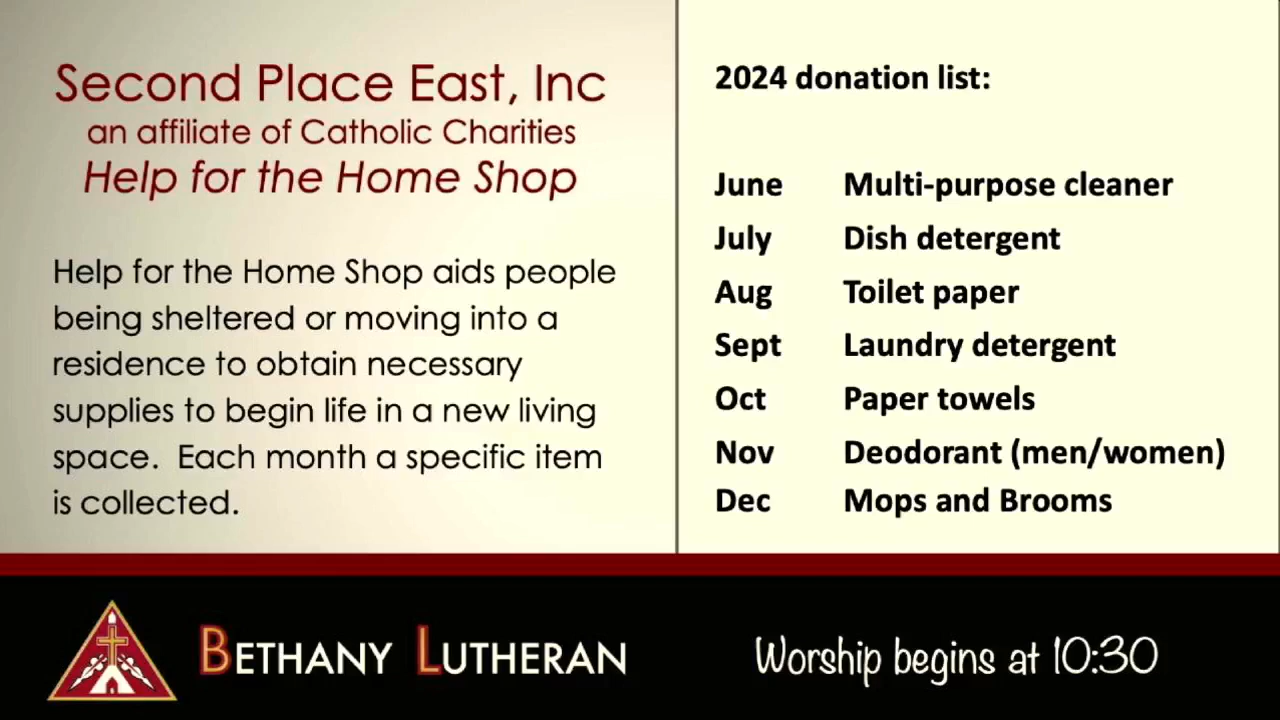 Second Place East, Inc
an affiliate of Catholic Charities
Help for the Home Shop
Help for the Home Shop aids people
being sheltered or moving into a
residence to obtain necessary
supplies to begin life in a new living
space.  Each month a specific item
is collected.
2024 donation list:
June Multi-purpose cleaner
July Dish detergent
Aug Toilet paper
Sept Laundry detergent
Oct Paper towels
Nov Deodorant (men/women)
Dec Mops and Brooms
BETHANY LUTHERAN
Worship begins at 10:30